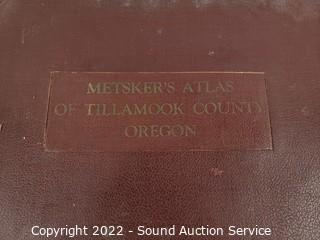 METSKER'S ATLAS
OF TILLAMOOK COUNTY
OREGON
Copyright 2022 - Sound Auction Service